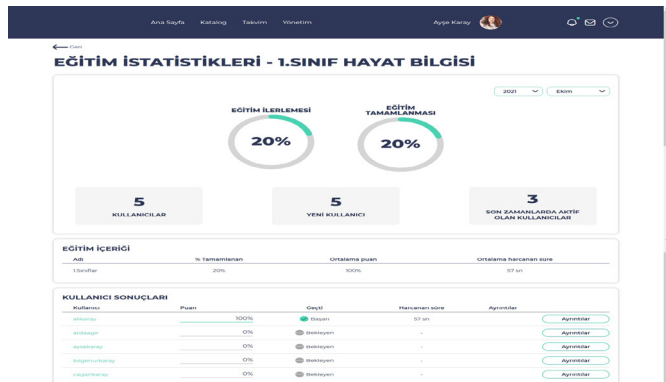 Ana Sayfa Katalog Takvim Yönetim Ayşe Karay
Geri
EĞİTİM İSTATİSTİKLERİ - 1.SINIF HAYAT BİLGİSİ
2021 Ekim
EĞİTİM İLERLEMESİ
20%
EĞİTİM
TAMAMLANMASI
20%
5
KULLANICILAR
5
YENİ KULLANICI
3
SON ZAMANLARDA AKTİF
OLAN KULLANICILAR
EĞİTİM İÇERİĞİ
Adı % Tamamlanan Ortalama puan Ortalama harcanan süre
1.Sınıflar 20% 100% 57 sn
KULLANICI SONUÇLARI
Kullanıcı Puan Geçti Harcanan süre Ayrıntılar
100% Başarı 57 sn Ayrıntılar
0% Bekleyen - Ayrıntılar
aysekaray 0% Bekleyen - Ayrıntılar
0% Bekleyen - Ayrıntılar
0% Bekleyen - Ayrıntılar